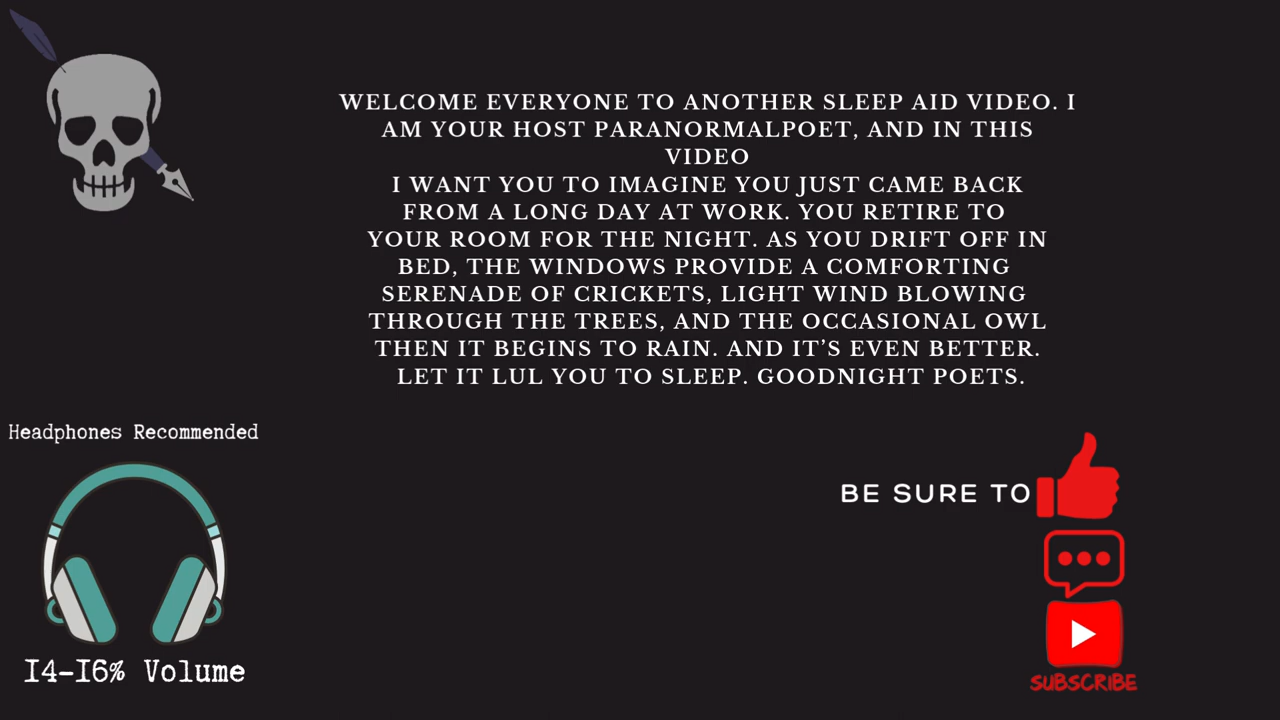 WELCOME EVERYONE TO ANOTHER SLEEP AID VIDEO. I
AM YOUR HOST PARANORMALPOET, AND IN THIS
VIDEO
I WANT YOU TO IMAGINE YOU JUST CAME BACK
FROM A LONG DAY AT WORK. YOU RETIRE TO
YOUR ROOM FOR THE NIGHT. AS YOU DRIFT OFF IN
BED, THE WINDOWS PROVIDE A COMFORTING
SERENADE OF CRICKETS, LIGHT WIND BLOWING
THROUGH THE TREES, AND THE OCCASIONAL OWL
THEN IT BEGINS TO RAIN. AND IT’S EVEN BETTER.
LET IT LUL YOU TO SLEEP. GOODNIGHT POETS.
Headphones Recommended
14-16% Volume
BE SURE TO
SUBSCRIBE